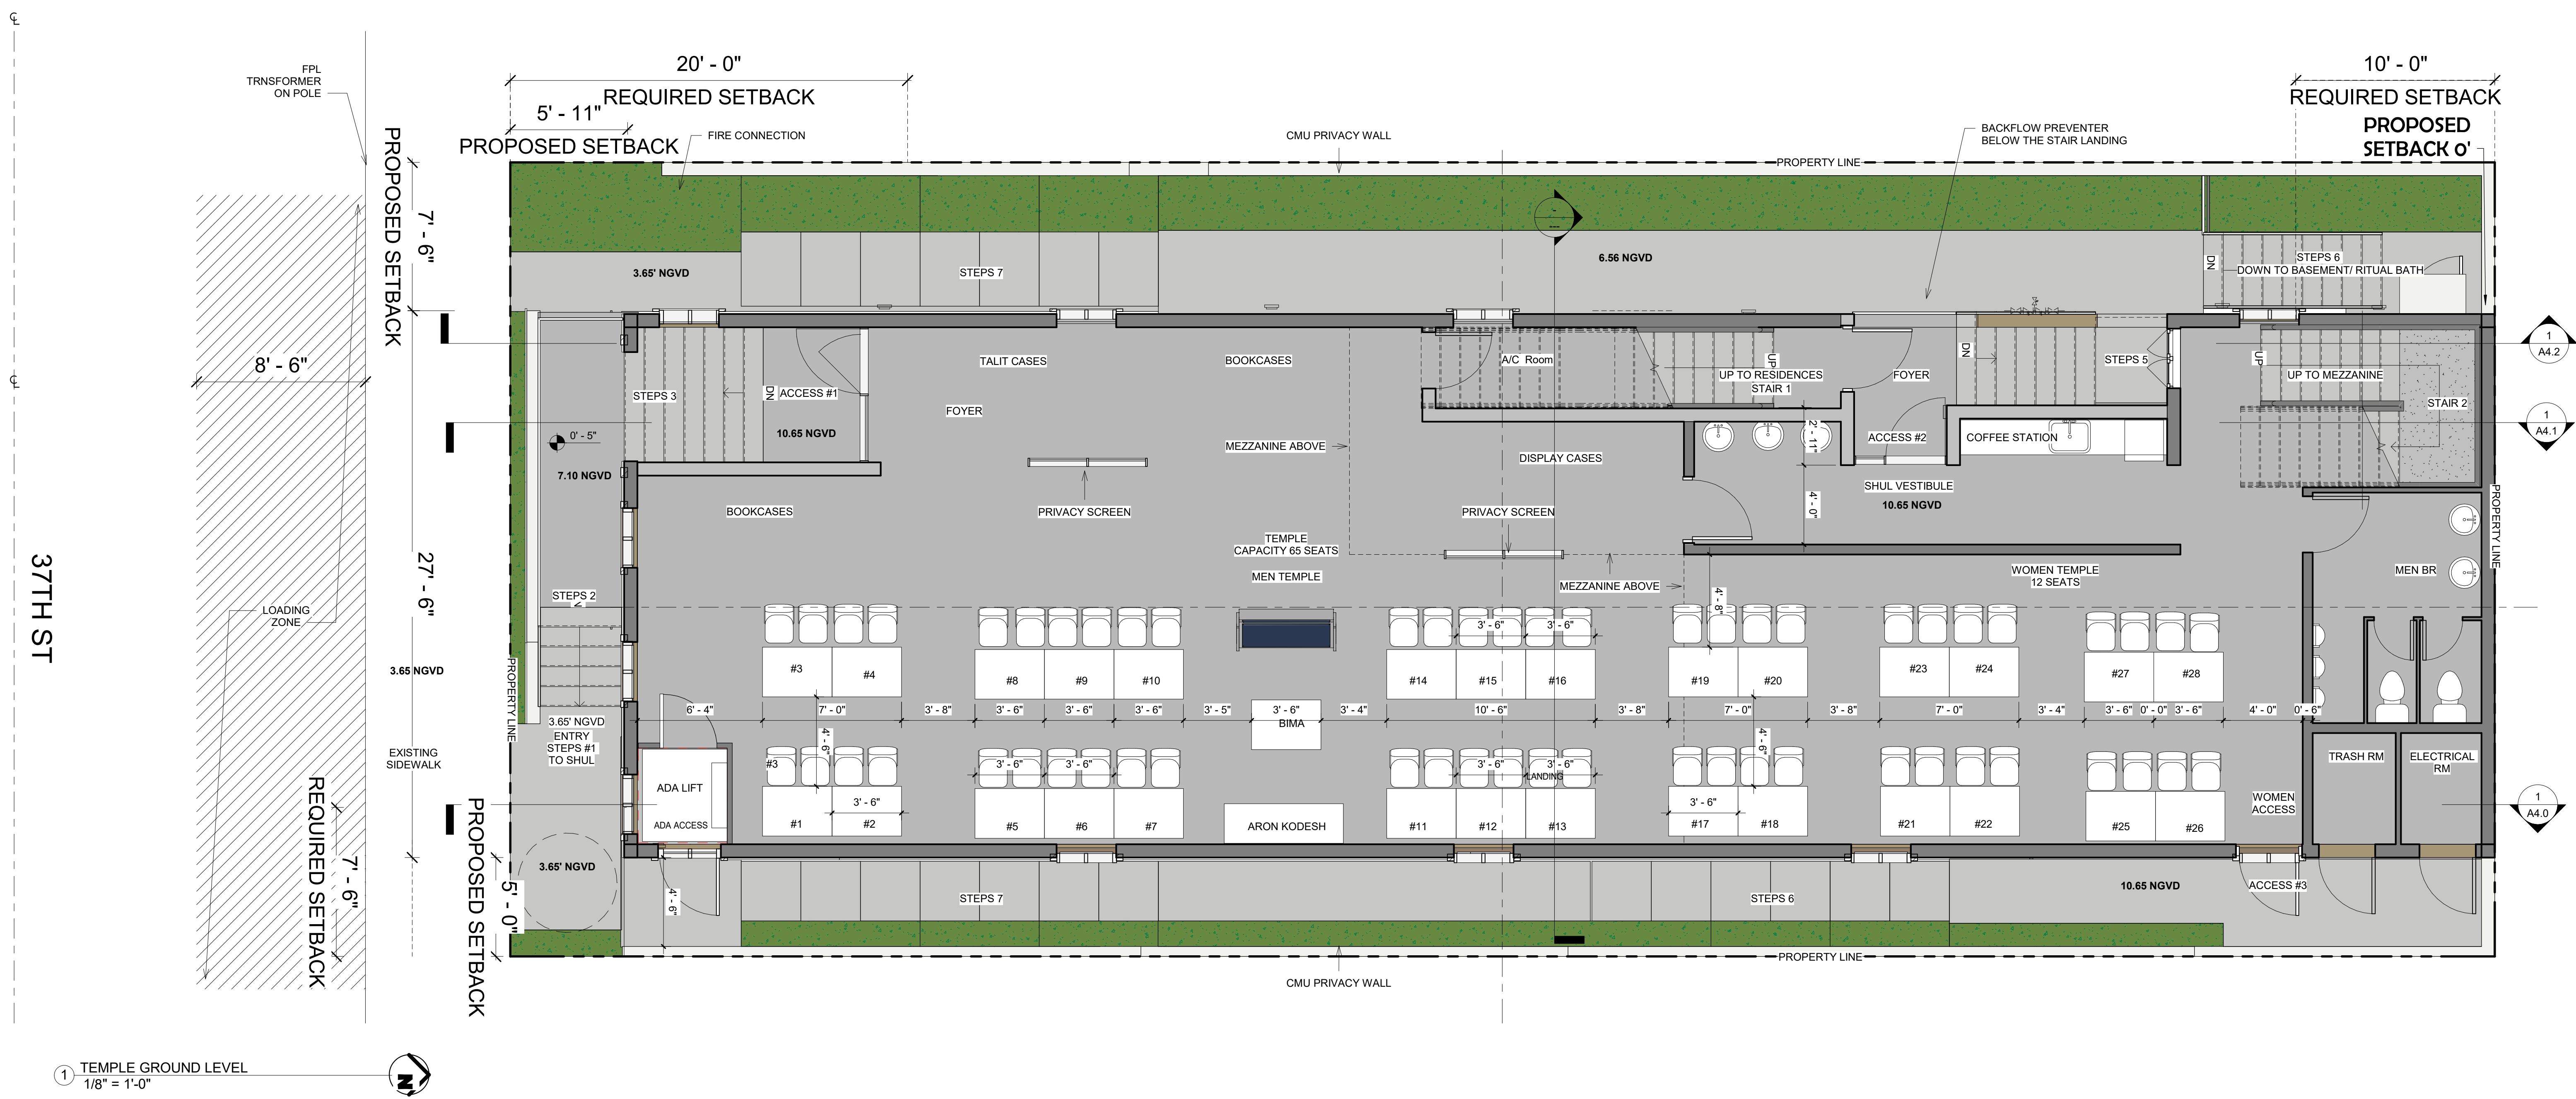 ℄
20' - 0"
10' - 0"
FPL
TRNSFORMER
ON POLE
REQUIRED SETBACK
REQUIRED SETBACK
5' - 11"
PROPOSED
SETBACK 0'
PROPOSED SETBACK
FIRE CONNECTION
CMU PRIVACY WALL
BACKFLOW PREVENTER
BELOW THE STAIR LANDING
PROPERTY LINE
PROPOSED SETBACK
7' - 6"
3.65' NGVD
STEPS 7
6.56 NGVD
DN
STEPS 6
DOWN TO BASEMENT/ RITUAL BATH
℄
8' - 6"
STEPS 3
DN
ACCESS #1
TALIT CASES
BOOKCASES
A/C Room
UP
UP TO RESIDENCES
STAIR 1
FOYER
DN
STEPS 5
UP
UP TO MEZZANINE
STAIR 2
1
A4.2
1
A4.1
FOYER
10.65 NGVD
0' - 5"
MEZZANINE ABOVE
DISPLAY CASES
2' - 11"
ACCESS #2
COFFEE STATION
7.10 NGVD
SHUL VESTIBULE
10.65 NGVD
4' - 0"
BOOKCASES
PRIVACY SCREEN
PRIVACY SCREEN
PROPERTY LINE
TEMPLE
CAPACITY 65 SEATS
MEN TEMPLE
MEZZANINE ABOVE
WOMEN TEMPLE
12 SEATS
MEN BR
37TH ST
27' - 6"
LOADING
ZONE
STEPS 2
4' - 8"
3' - 6"
3' - 6"
3.65 NGVD
PROPERTY LINE
#3
#4
#8
#9
#10
#14
#15
#16
#19
#20
#23
#24
#27
#28
6' - 4"
7' - 0"
3' - 8"
3' - 6"
3' - 6"
3' - 6"
3' - 5"
3' - 6"
3' - 4"
10' - 6"
3' - 8"
7' - 0"
3' - 8"
7' - 0"
3' - 4"
3' - 6"
0' - 0"
3' - 6"
4' - 0"
0' - 6"
BIMA
3.65' NGVD
ENTRY
STEPS #1
TO SHUL
EXISTING
SIDEWALK
4' - 6"
4' - 6"
#3
3' - 6"
3' - 6"
3' - 6"
3' - 6"
LANDING
TRASH RM
ELECTRICAL
RM
ADA LIFT
ADA ACCESS
3' - 6"
3' - 6"
WOMEN
ACCESS
1
A4.0
#1
#2
#5
#6
#7
ARON KODESH
#11
#12
#13
#17
#18
#21
#22
#25
#26
REQUIRED SETBACK
7' - 6"
PROPOSED SETBACK
5' - 0"
3.65' NGVD
4' - 6"
STEPS 7
STEPS 6
10.65 NGVD
ACCESS #3
PROPERTY LINE
CMU PRIVACY WALL
1
TEMPLE GROUND LEVEL
1/8" = 1'-0"
N